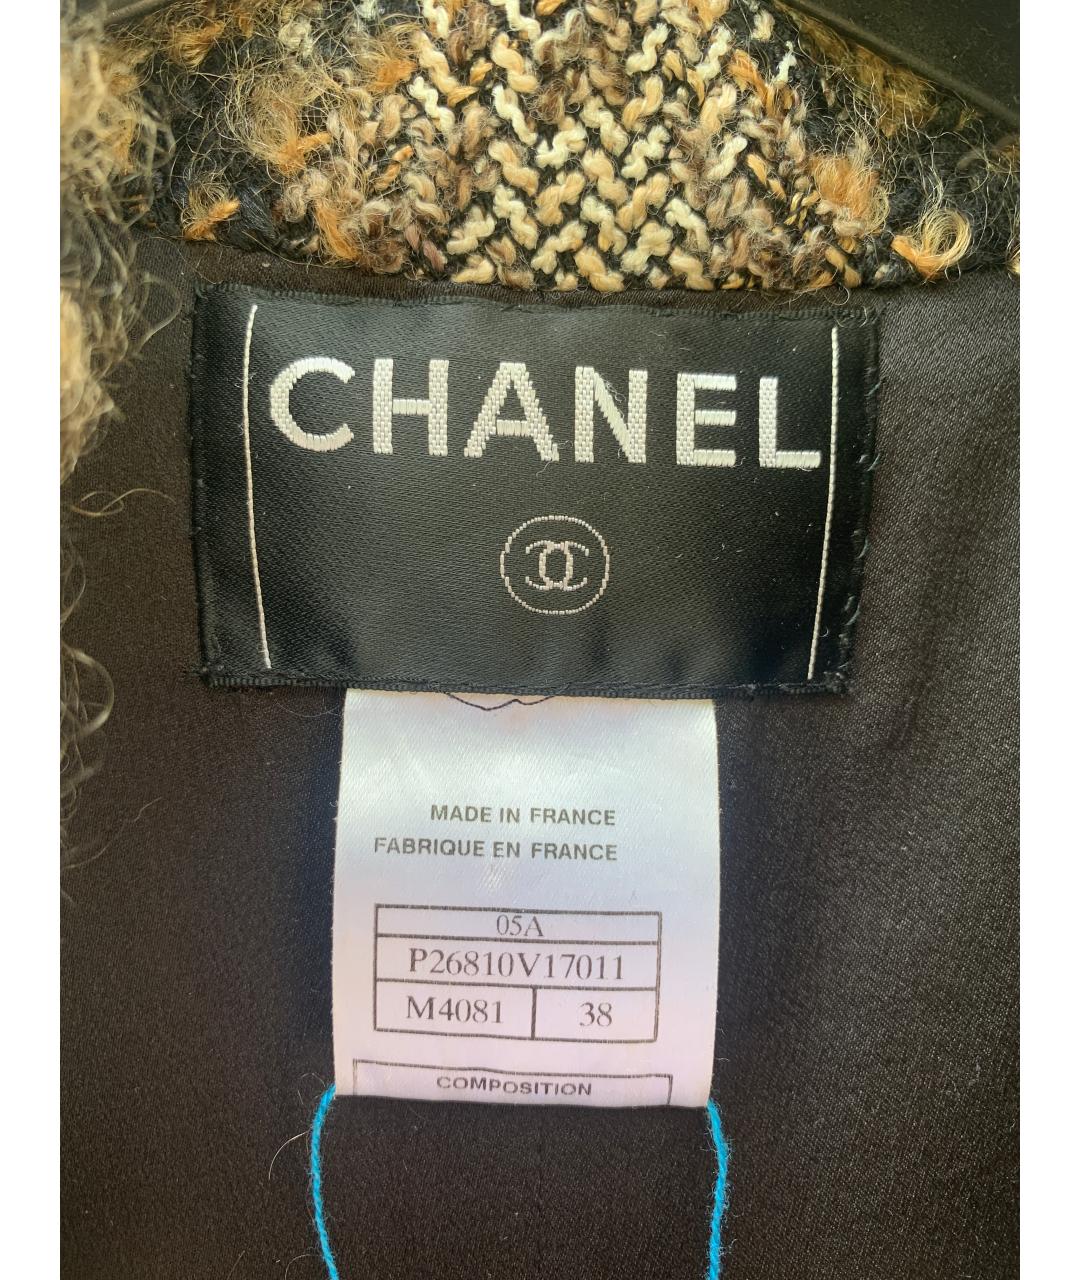 CHANEL
MADE IN FRANCE
FABRIQUE EN FRANCE
05A
P26810V17011
M4081 38
COMPOSITION